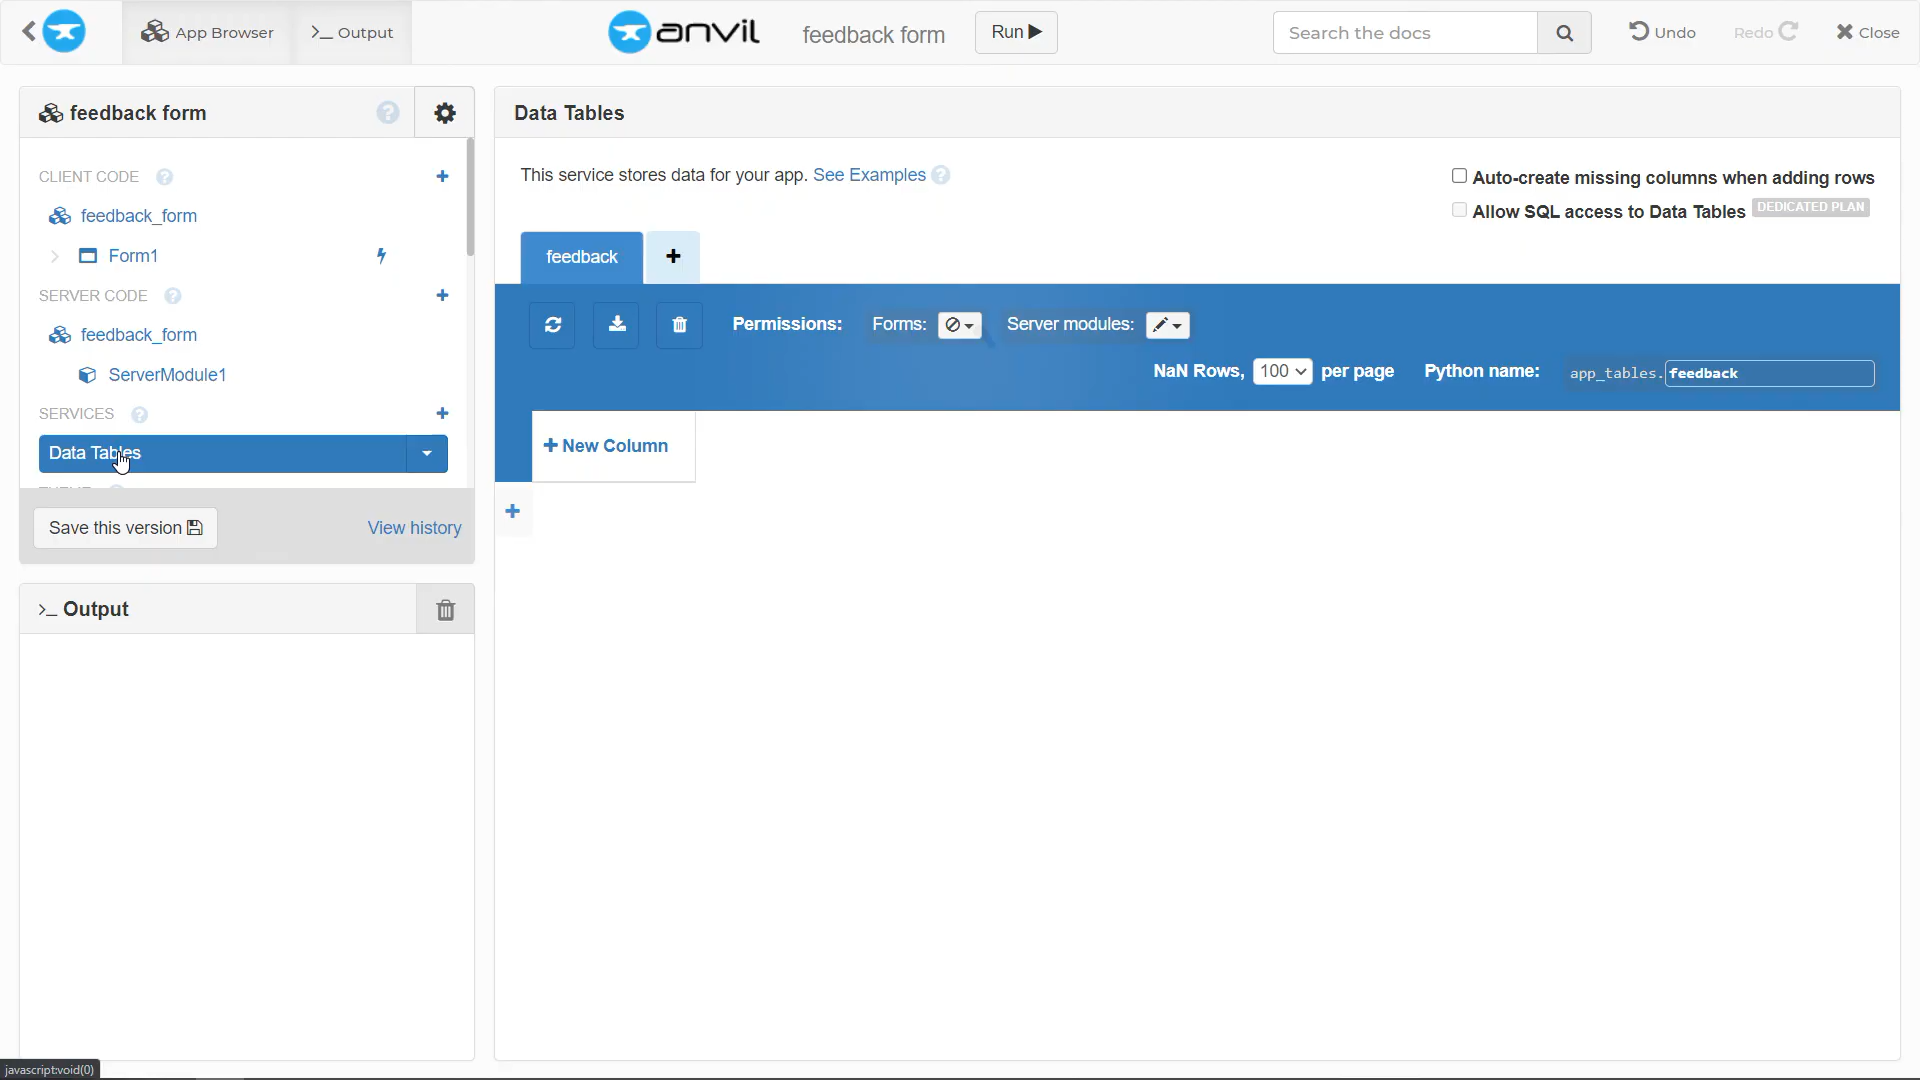 App Browser
>_ Output
anvil
feedback form
Run
Search the docs
Undo
Redo
Close
feedback form
CLIENT CODE
feedback_form
Form1
SERVER CODE
feedback_form
ServerModule1
SERVICES
Data Tables
Save this version
View history
>_ Output
Data Tables
This service stores data for your app. See Examples
Auto-create missing columns when adding rows
Allow SQL access to Data Tables DEDICATED PLAN
feedback
Permissions: Forms: Server modules:
NaN Rows, 100 per page Python name: app_tables.feedback
+ New Column
javascript:void(0)